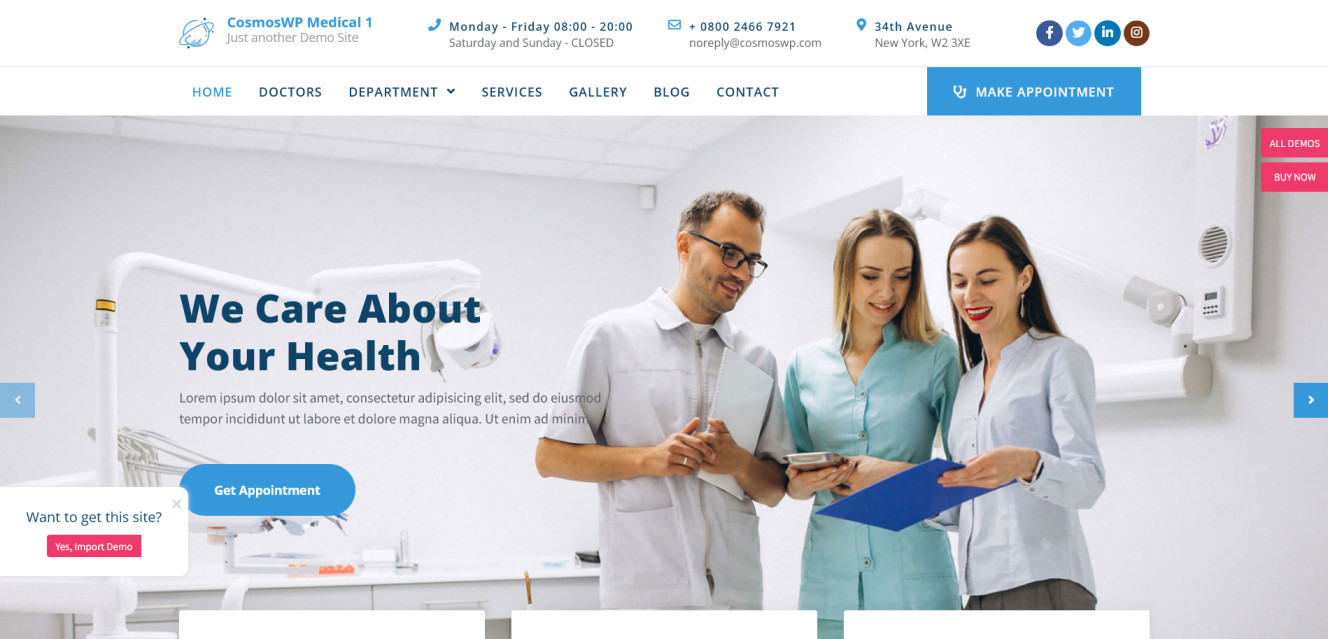 CosmosWP Medical 1
Just another Demo Site
Monday - Friday 08:00 - 20:00
Saturday and Sunday - CLOSED
+ 0800 2466 7921
noreply@cosmoswp.com
34th Avenue
New York, W2 3XE
HOME DOCTORS DEPARTMENT SERVICES GALLERY BLOG CONTACT
MAKE APPOINTMENT
ALL DEMOS
BUY NOW
We Care About
Your Health
Lorem ipsum dolor sit amet, consectetur adipisicing elit, sed do eiusmod
tempor incididunt ut labore et dolore magna aliqua. Ut enim ad minim
Get Appointment
Want to get this site?
Yes, Import Demo